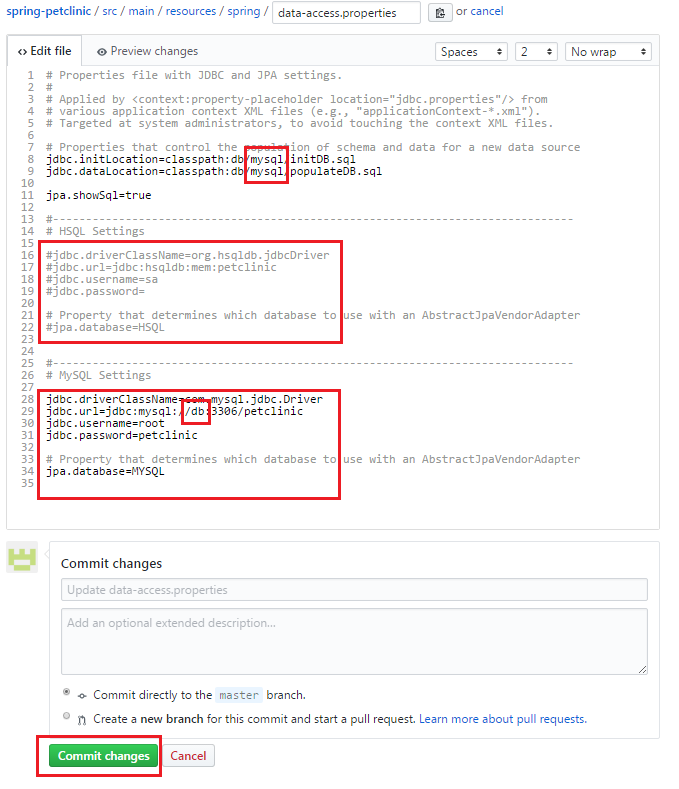 spring-petclinic / src / main / resources / spring / data-access.properties or cancel
Edit file Preview changes Spaces 2 No wrap
1 # Properties file with JDBC and JPA settings.
2 #
3 # Applied by <context:property-placeholder location="jdbc.properties"/> from
4 # various application context XML files (e.g., "applicationContext-*.xml").
5 # Targeted at system administrators, to avoid touching the context XML files.
6
7 # Properties that control the population of schema and data for a new data source
8 jdbc.initLocation=classpath:db/mysql/initDB.sql
9 jdbc.dataLocation=classpath:db/mysql/populateDB.sql
10
11 jpa.showSql=true
12
13 #-------------------------------------------------------------------------------
14 # HSQL Settings
15
16 #jdbc.driverClassName=org.hsqldb.jdbcDriver
17 #jdbc.url=jdbc:hsqldb:mem:petclinic
18 #jdbc.username=sa
19 #jdbc.password=
20
21 # Property that determines which database to use with an AbstractJpaVendorAdapter
22 #jpa.database=HSQL
23
24
25 #-------------------------------------------------------------------------------
26 # MySQL Settings
27
28 jdbc.driverClassName=com.mysql.jdbc.Driver
29 jdbc.url=jdbc:mysql://db:3306/petclinic
30 jdbc.username=root
31 jdbc.password=petclinic
32
33 # Property that determines which database to use with an AbstractJpaVendorAdapter
34 jpa.database=MYSQL
35
Commit changes
Update data-access.properties
Add an optional extended description...
Commit directly to the master branch.
Create a new branch for this commit and start a pull request. Learn more about pull requests.
Commit changes Cancel